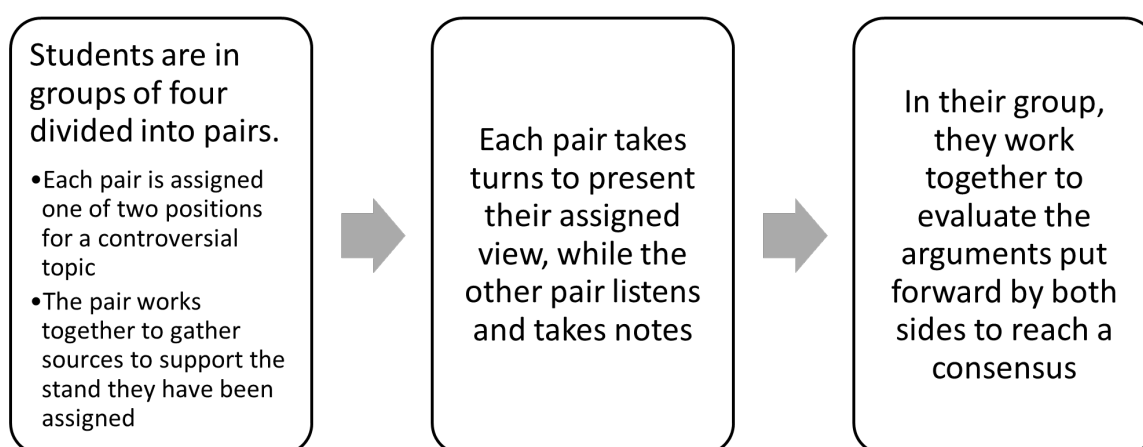 Students are in
groups of four
divided into pairs.
•Each pair is assigned
one of two positions
for a controversial
topic
•The pair works
together to gather
sources to support the
stand they have been
assigned
Each pair takes
turns to present
their assigned
view, while the
other pair listens
and takes notes
In their group,
they work
together to
evaluate the
arguments put
forward by both
sides to reach a
consensus